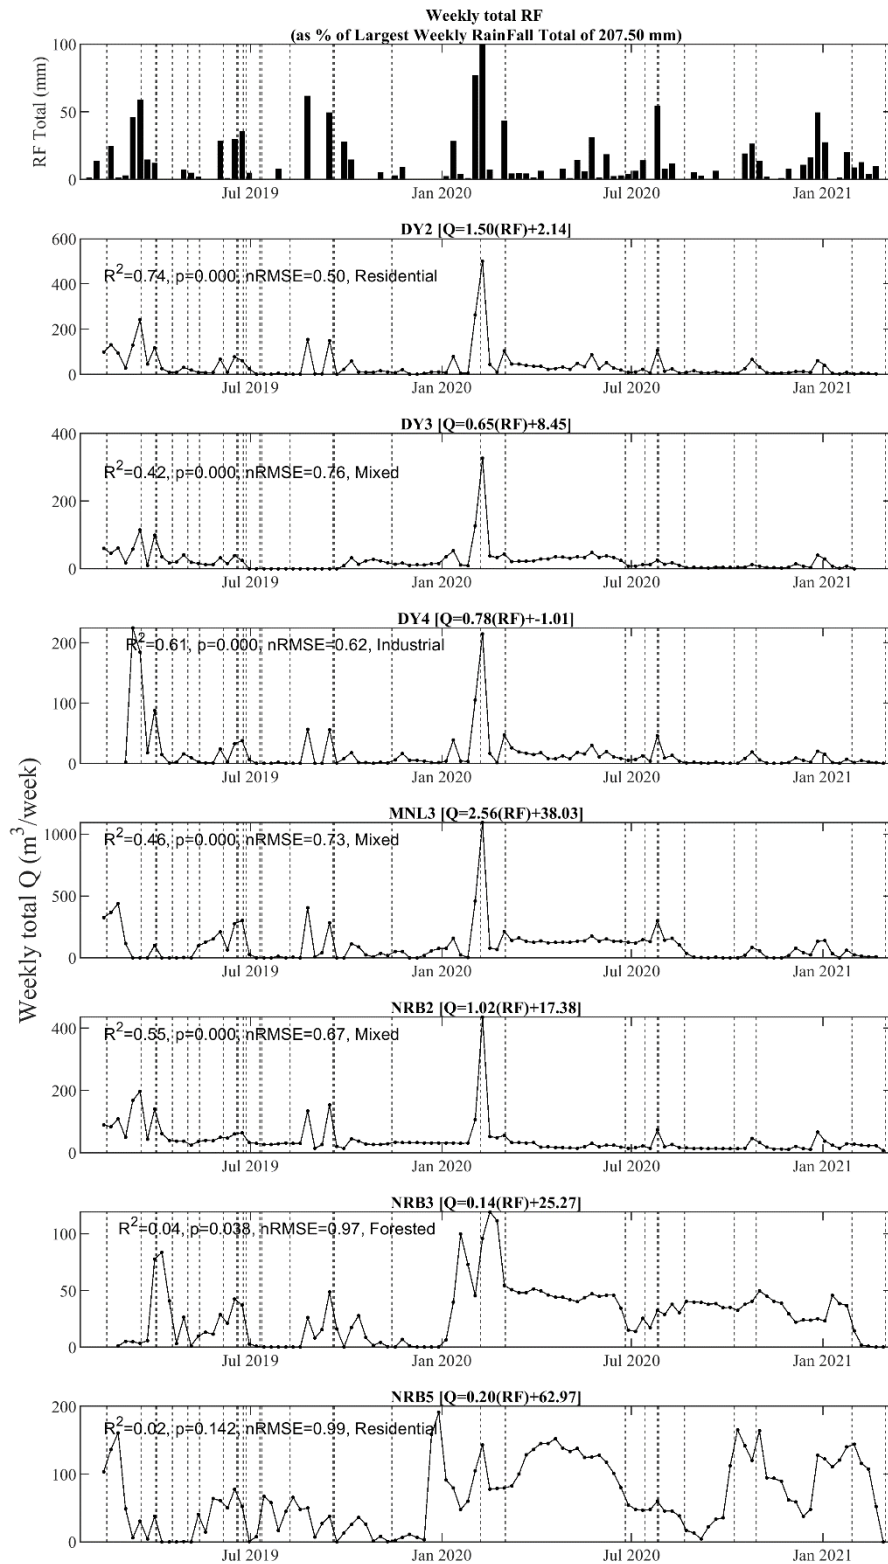 Weekly total RF
(as % of Largest Weekly RainFall Total of 207.50 mm)
RF Total (mm)
100
50
0
Jul 2019
Jan 2020
Jul 2020
Jan 2021
Weekly total Q (m³/week)
DY2 [Q=1.50(RF)+2.14]
R²=0.74, p=0.000, nRMSE=0.50, Residential
600
400
200
0
Jul 2019
Jan 2020
Jul 2020
Jan 2021
DY3 [Q=0.65(RF)+8.45]
R²=0.42, p=0.000, nRMSE=0.76, Mixed
400
200
0
Jul 2019
Jan 2020
Jul 2020
Jan 2021
DY4 [Q=0.78(RF)+-1.01]
R²=0.61, p=0.000, nRMSE=0.62, Industrial
200
100
0
Jul 2019
Jan 2020
Jul 2020
Jan 2021
MNL3 [Q=2.56(RF)+38.03]
R²=0.46, p=0.000, nRMSE=0.73, Mixed
1000
500
0
Jul 2019
Jan 2020
Jul 2020
Jan 2021
NRB2 [Q=1.02(RF)+17.38]
R²=0.55, p=0.000, nRMSE=0.67, Mixed
400
200
0
Jul 2019
Jan 2020
Jul 2020
Jan 2021
NRB3 [Q=0.14(RF)+25.27]
R²=0.04, p=0.038, nRMSE=0.97, Forested
100
50
0
Jul 2019
Jan 2020
Jul 2020
Jan 2021
NRB5 [Q=0.20(RF)+62.97]
R²=0.02, p=0.142, nRMSE=0.99, Residential
200
100
0
Jul 2019
Jan 2020
Jul 2020
Jan 2021